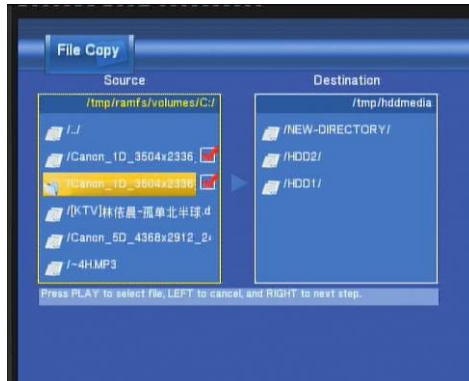 File Copy
Source
Destination
/tmp/ramfs/volumes/C:/
/tmp/hddmedia
/../
/Canon_1D_3504x2336_
/Canon_1D_3504x2336
/[KTV]林依晨-孤单北半球.d
/Canon_5D_4368x2912_24
/~4H.MP3
/NEW-DIRECTORY/
/HDD2/
/HDD1/
Press PLAY to select file, LEFT to cancel, and RIGHT to next step.